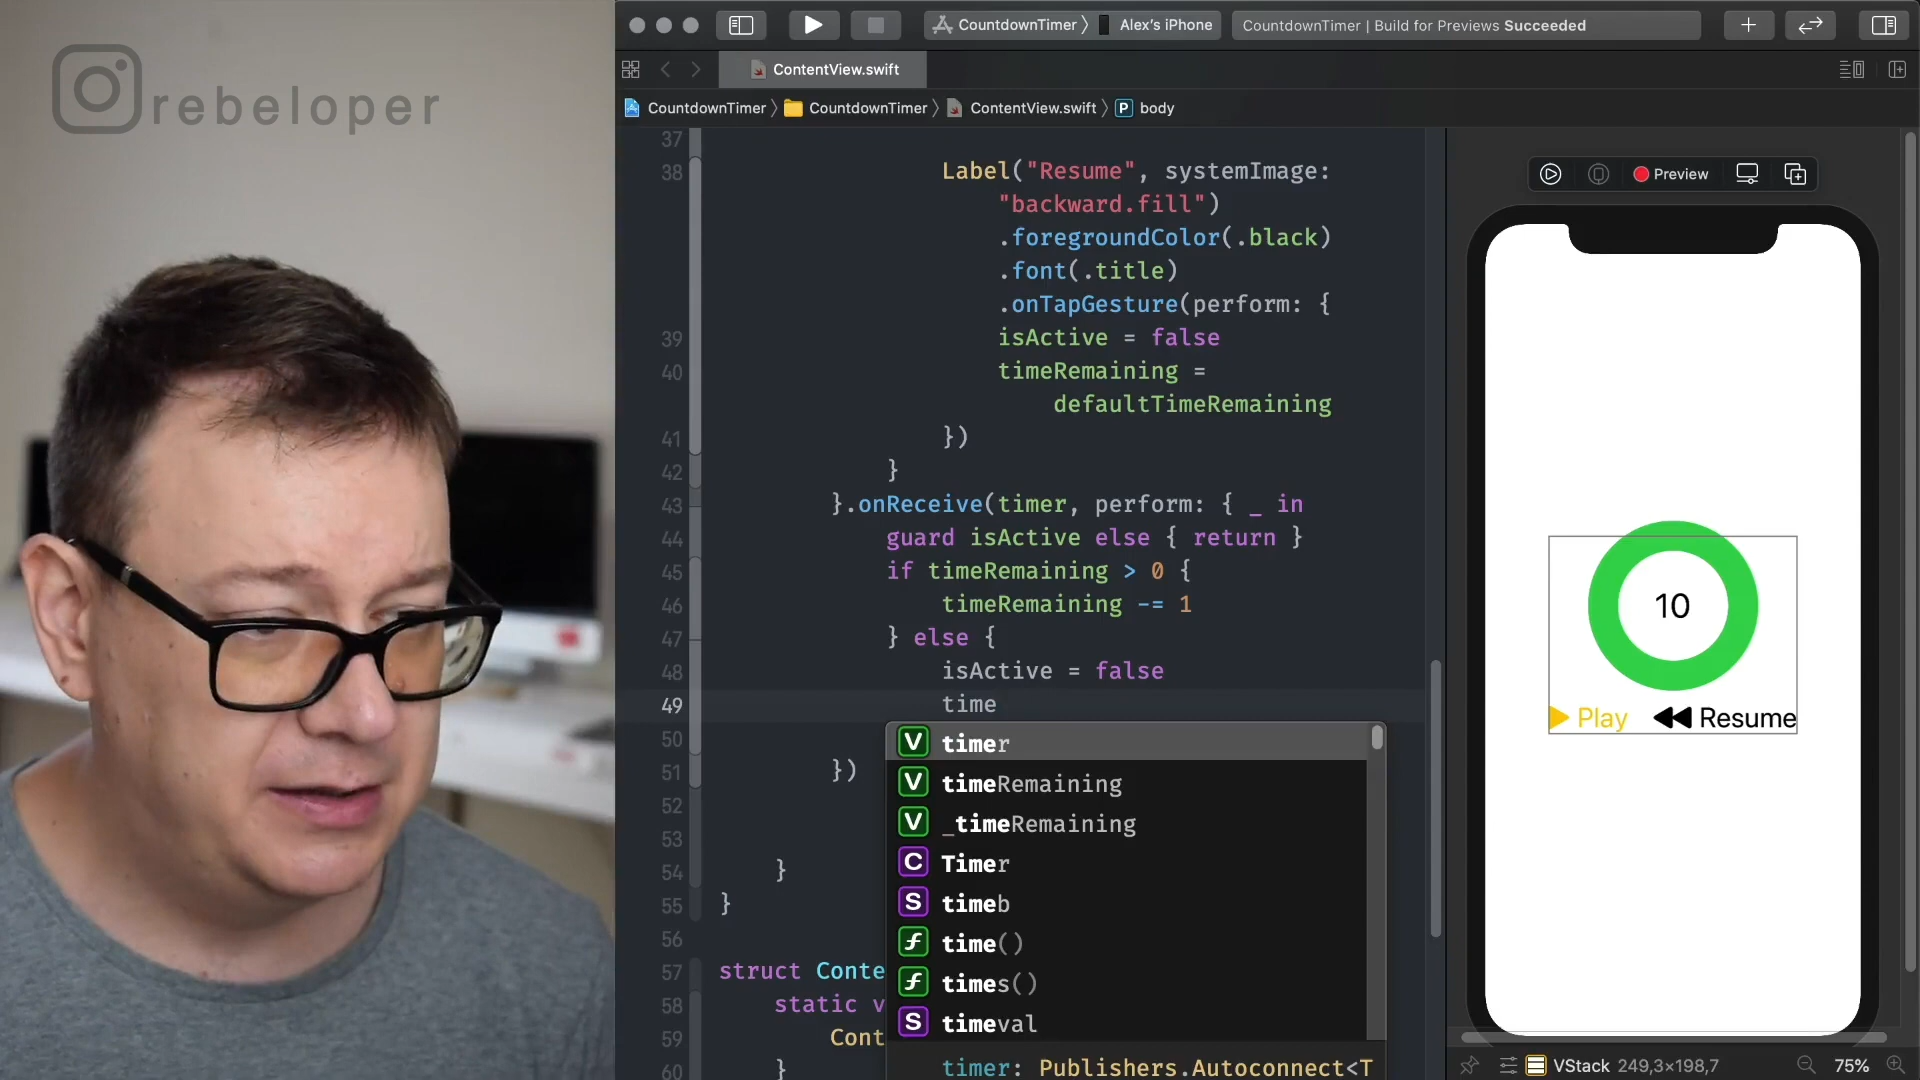 rebeloper
CountdownTimer 〉 Alex's iPhone
CountdownTimer | Build for Previews Succeeded
ContentView.swift
CountdownTimer 〉 CountdownTimer 〉 ContentView.swift 〉 P body
37
38 Label("Resume", systemImage:
"backward.fill")
.foregroundColor(.black)
.font(.title)
.onTapGesture(perform: {
39 isActive = false
40 timeRemaining =
defaultTimeRemaining
41 })
42 }
43 }.onReceive(timer, perform: { _ in
44 guard isActive else { return }
45 if timeRemaining > 0 {
46 timeRemaining -= 1
47 } else {
48 isActive = false
49 time
50
51 })
52
53
54 }
55 }
56
57 struct Conte
58 static v
59 Cont
60 }
V timer
V timeRemaining
V _timeRemaining
C Timer
S timeb
f time()
f times()
S timeval
timer: Publishers.Autoconnect<T
Preview
10
Play Resume
VStack 249,3×198,7 75%